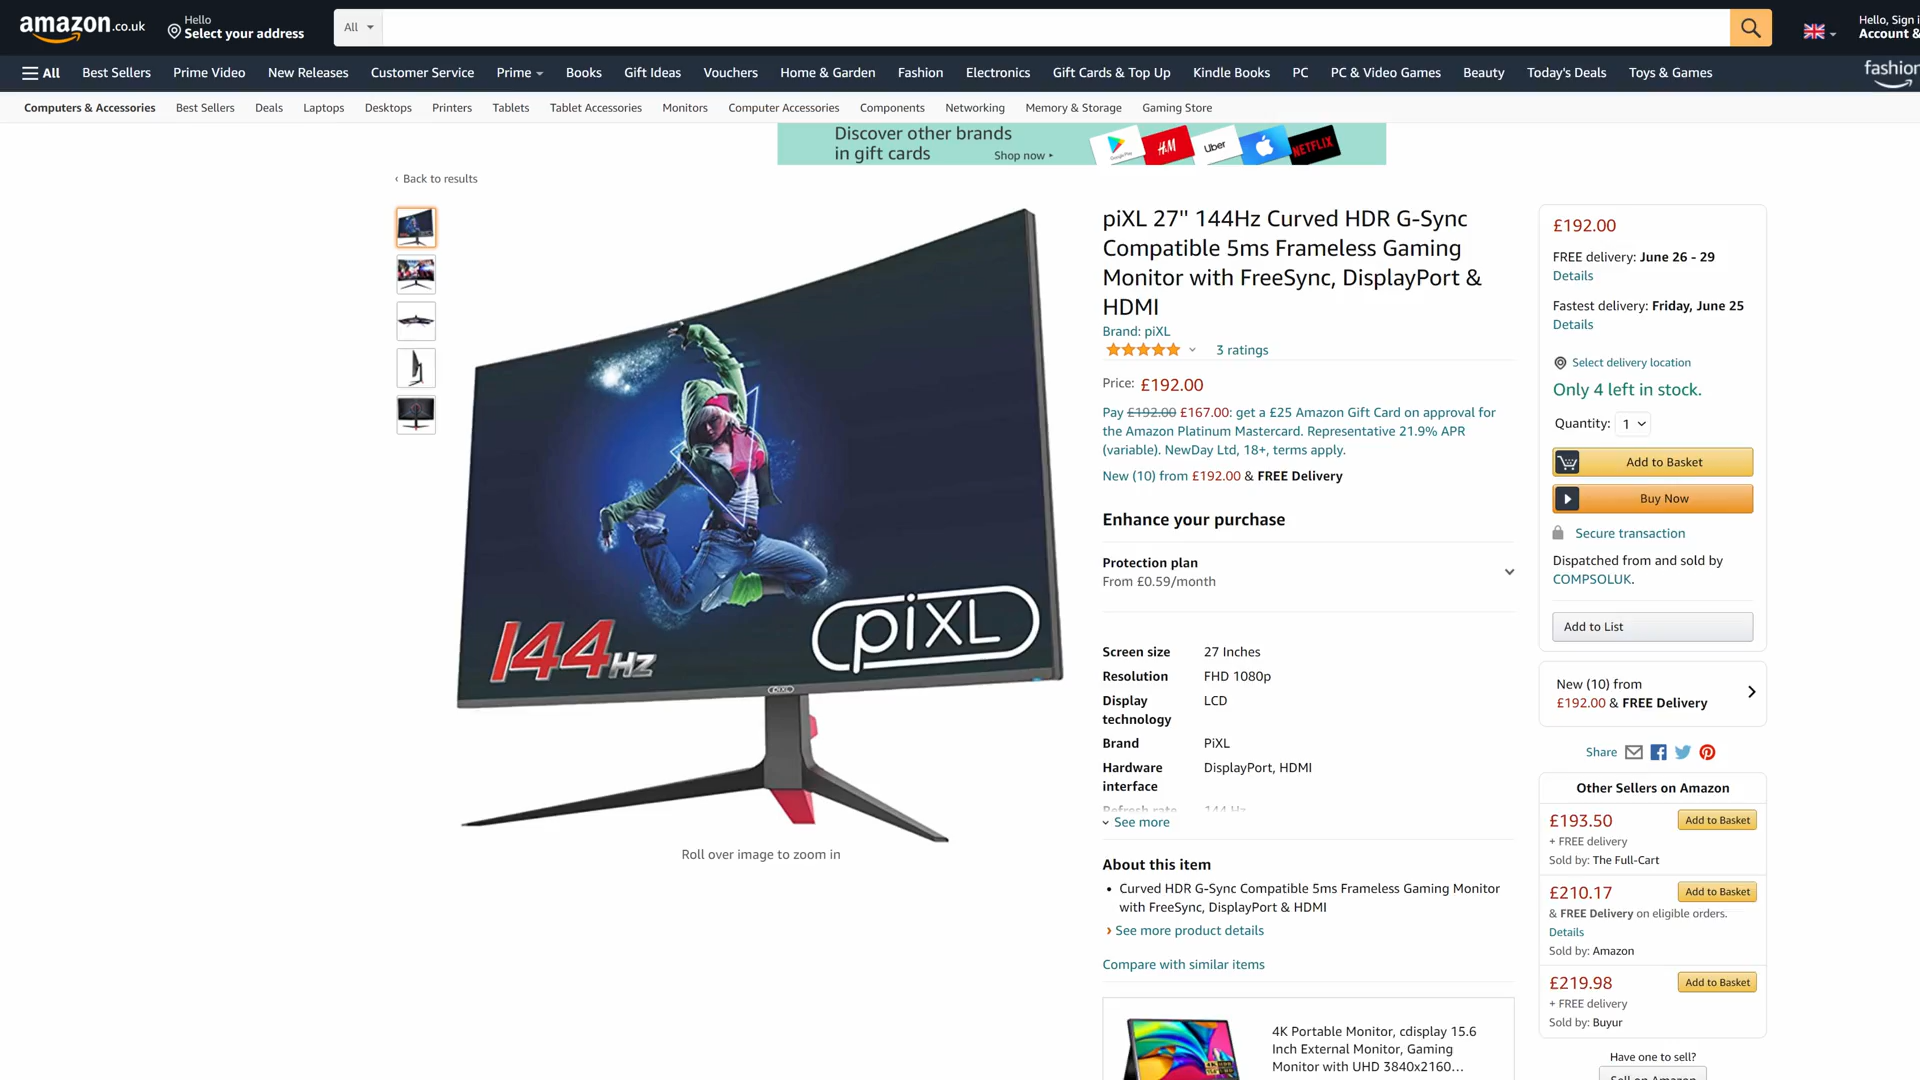 amazon.co.uk
Hello
Select your address
All
Hello, Sign i
Account &
All
Best Sellers
Prime Video
New Releases
Customer Service
Prime
Books
Gift Ideas
Vouchers
Home & Garden
Fashion
Electronics
Gift Cards & Top Up
Kindle Books
PC
PC & Video Games
Beauty
Today's Deals
Toys & Games
fashion
Computers & Accessories
Best Sellers
Deals
Laptops
Desktops
Printers
Tablets
Tablet Accessories
Monitors
Computer Accessories
Components
Networking
Memory & Storage
Gaming Store
Discover other brands
in gift cards
Shop now
Google Play
H&M
Uber
NETFLIX
‹ Back to results
144Hz
piXL
piXL
Roll over image to zoom in
piXL 27'' 144Hz Curved HDR G-Sync
Compatible 5ms Frameless Gaming
Monitor with FreeSync, DisplayPort &
HDMI
Brand: piXL
3 ratings
Price: £192.00
Pay £192.00 £167.00: get a £25 Amazon Gift Card on approval for
the Amazon Platinum Mastercard. Representative 21.9% APR
(variable). NewDay Ltd, 18+, terms apply.
New (10) from £192.00 & FREE Delivery
Enhance your purchase
Protection plan
From £0.59/month
Screen size 27 Inches
Resolution FHD 1080p
Display LCD
technology
Brand PiXL
Hardware DisplayPort, HDMI
interface
Refresh rate 144 Hz
See more
About this item
• Curved HDR G-Sync Compatible 5ms Frameless Gaming Monitor
with FreeSync, DisplayPort & HDMI
› See more product details
Compare with similar items
4K Portable Monitor, cdisplay 15.6
Inch External Monitor, Gaming
Monitor with UHD 3840x2160...
£192.00
FREE delivery: June 26 - 29
Details
Fastest delivery: Friday, June 25
Details
Select delivery location
Only 4 left in stock.
Quantity: 1
Add to Basket
Buy Now
Secure transaction
Dispatched from and sold by
COMPSOLUK.
Add to List
New (10) from
£192.00 & FREE Delivery
Share
Other Sellers on Amazon
£193.50
Add to Basket
+ FREE delivery
Sold by: The Full-Cart
£210.17
Add to Basket
& FREE Delivery on eligible orders.
Details
Sold by: Amazon
£219.98
Add to Basket
+ FREE delivery
Sold by: Buyur
Have one to sell?
Sell on Amazon